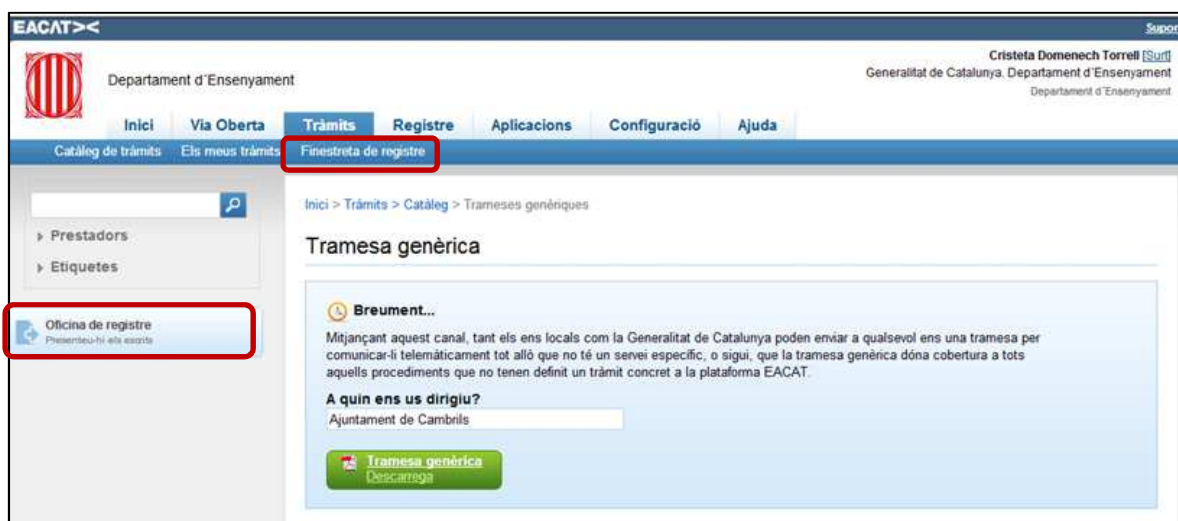 EACAT><
Supor
Cristeta Domenech Torrell [Surt]
Generalitat de Catalunya. Departament d'Ensenyament
Departament d'Ensenyament
Departament d'Ensenyament
Inici Via Oberta Tràmits Registre Aplicacions Configuració Ajuda
Catàleg de tràmits Els meus tràmits Finestreta de registre
Inici > Tràmits > Catàleg > Trameses genèriques
Prestadors
Etiquetes
Oficina de registre
Presenteu-hi els escrits
Tramesa genèrica
Breument...
Mitjançant aquest canal, tant els ens locals com la Generalitat de Catalunya poden enviar a qualsevol ens una tramesa per
comunicar-li telemàticament tot allò que no té un servei específic, o sigui, que la tramesa genèrica dóna cobertura a tots
aquells procediments que no tenen definit un tràmit concret a la plataforma EACAT.
A quin ens us dirigiu?
Ajuntament de Cambrils
Tramesa genèrica
Descarrega